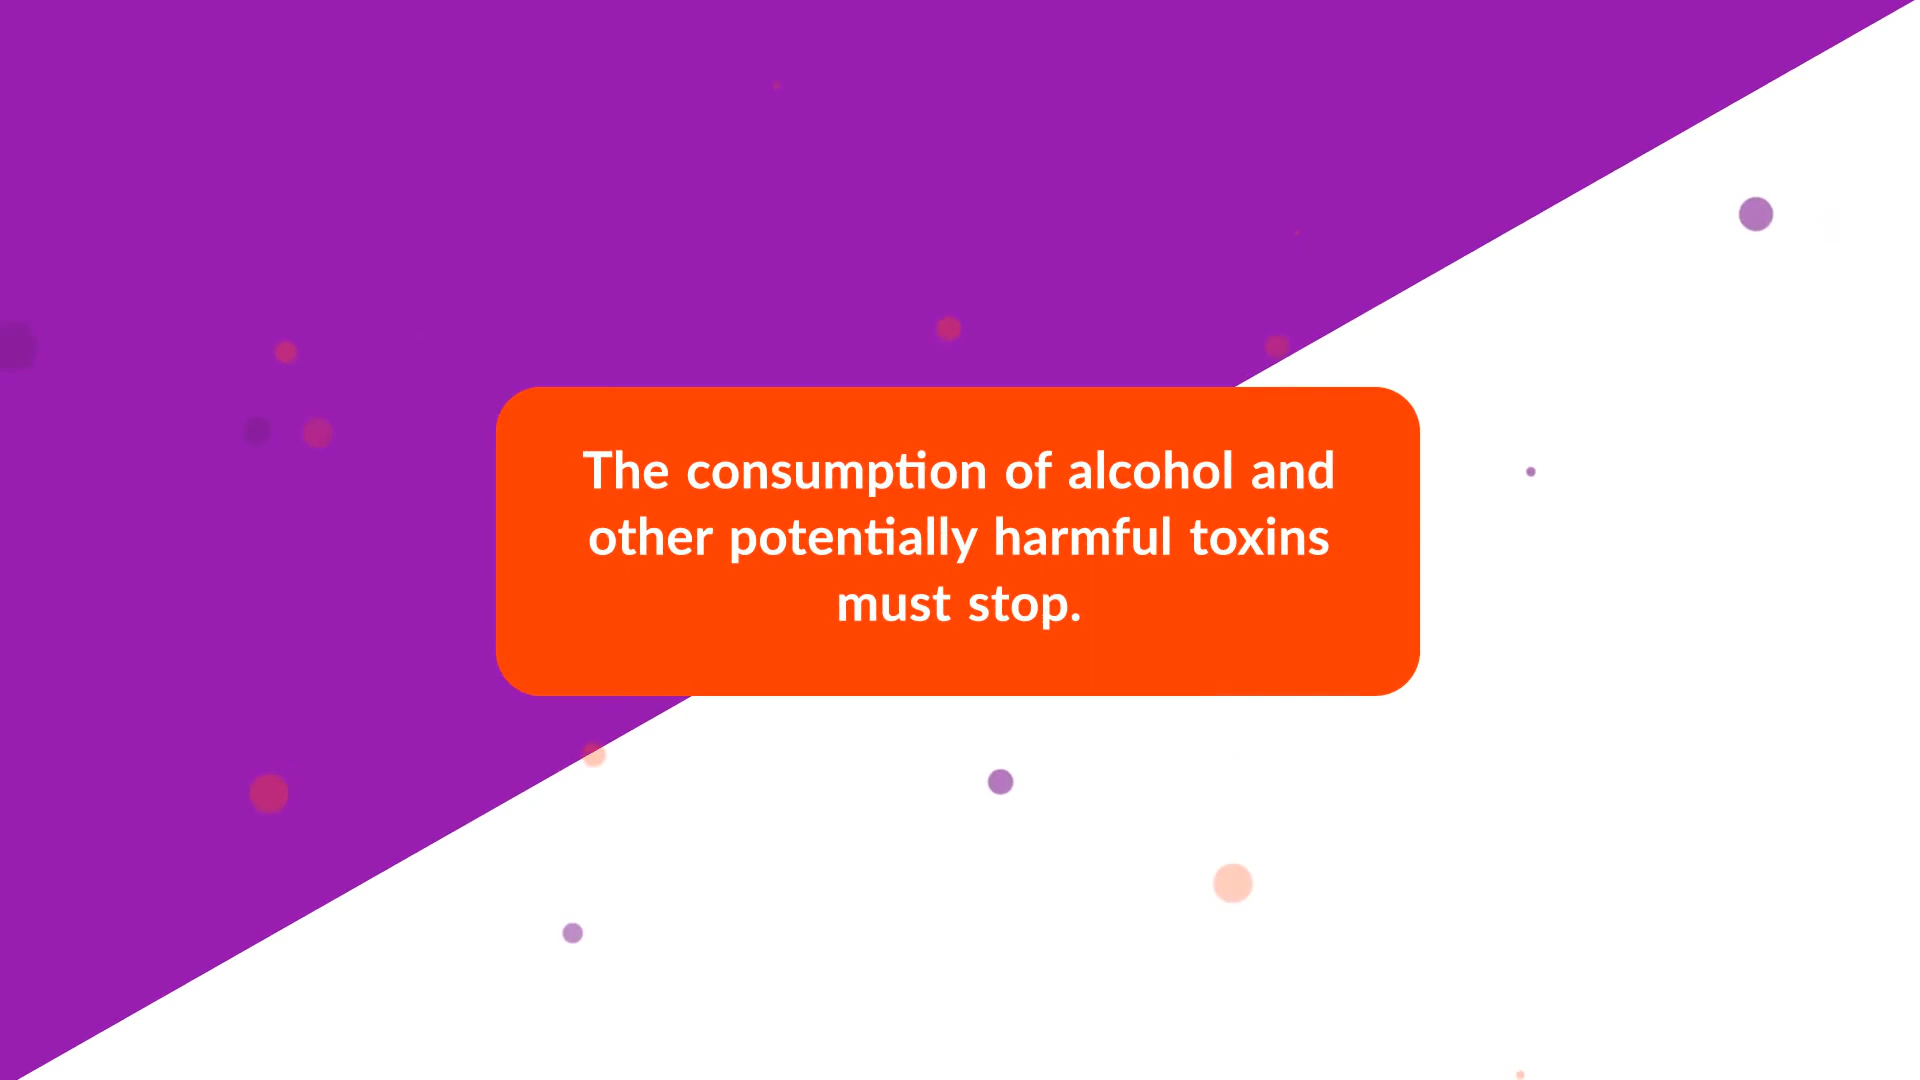 The consumption of alcohol and
other potentially harmful toxins
must stop.